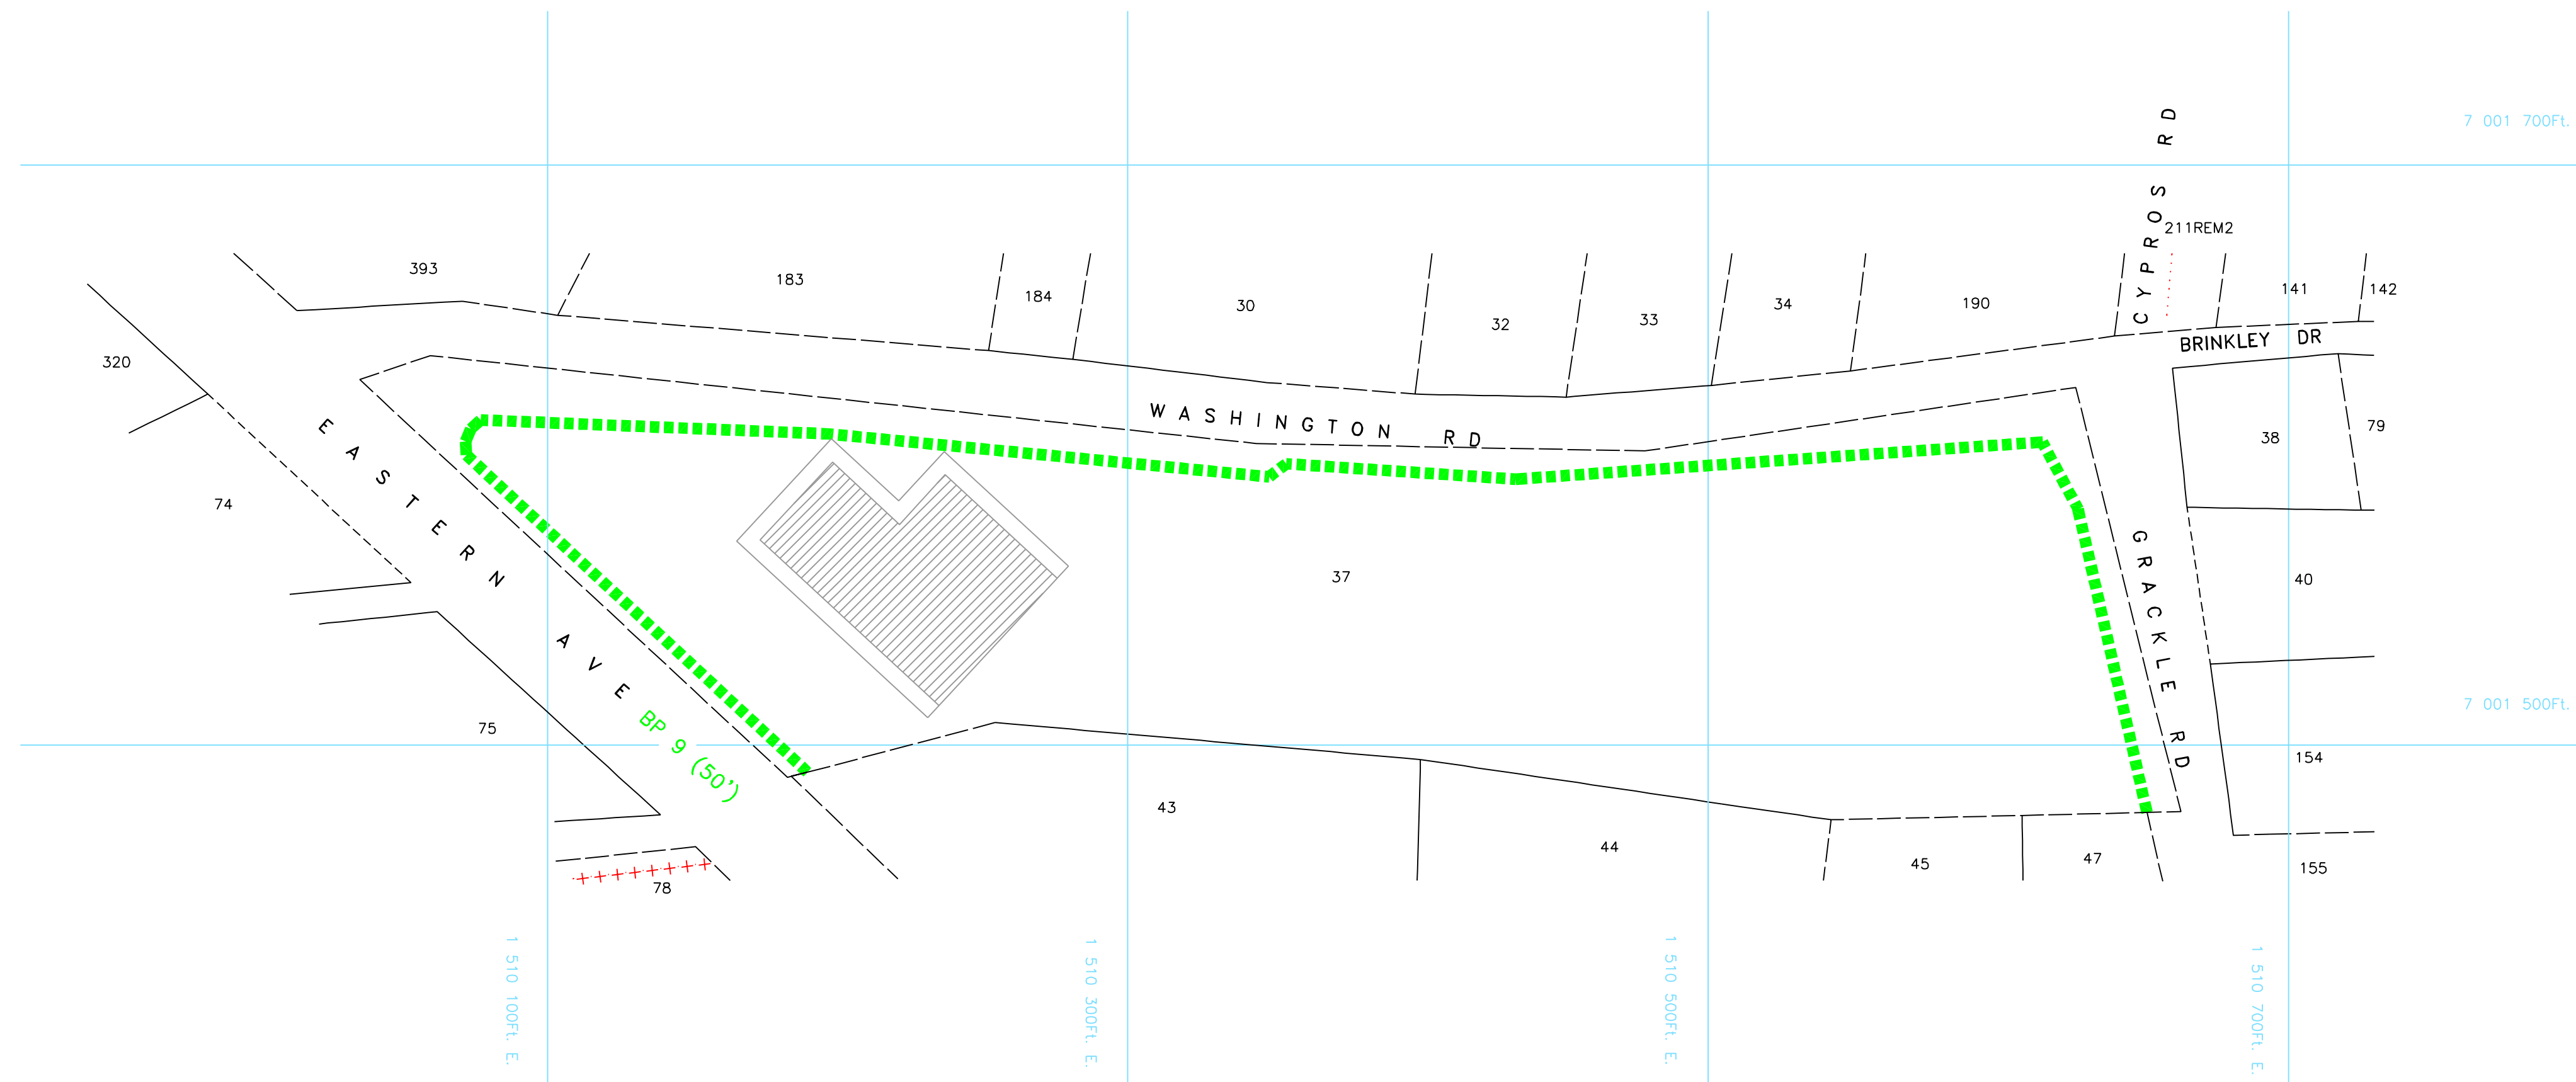 7 001 700Ft.
CYPROS RD
211REM2
393
183
184
30
32
33
34
190
141
142
BRINKLEY DR
320
WASHINGTON RD
38
79
EASTERN AVE
74
37
GRACKLE RD
40
7 001 500Ft.
75
BP 9 (50')
154
43
44
45
47
155
78
1 510 100Ft. E.
1 510 300Ft. E.
1 510 500Ft. E.
1 510 700Ft. E.